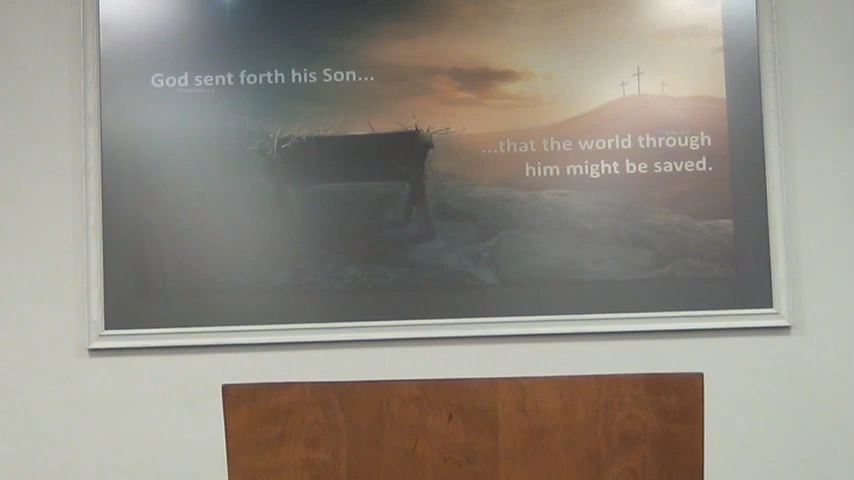 God sent forth his Son...
...that the world through
him might be saved.